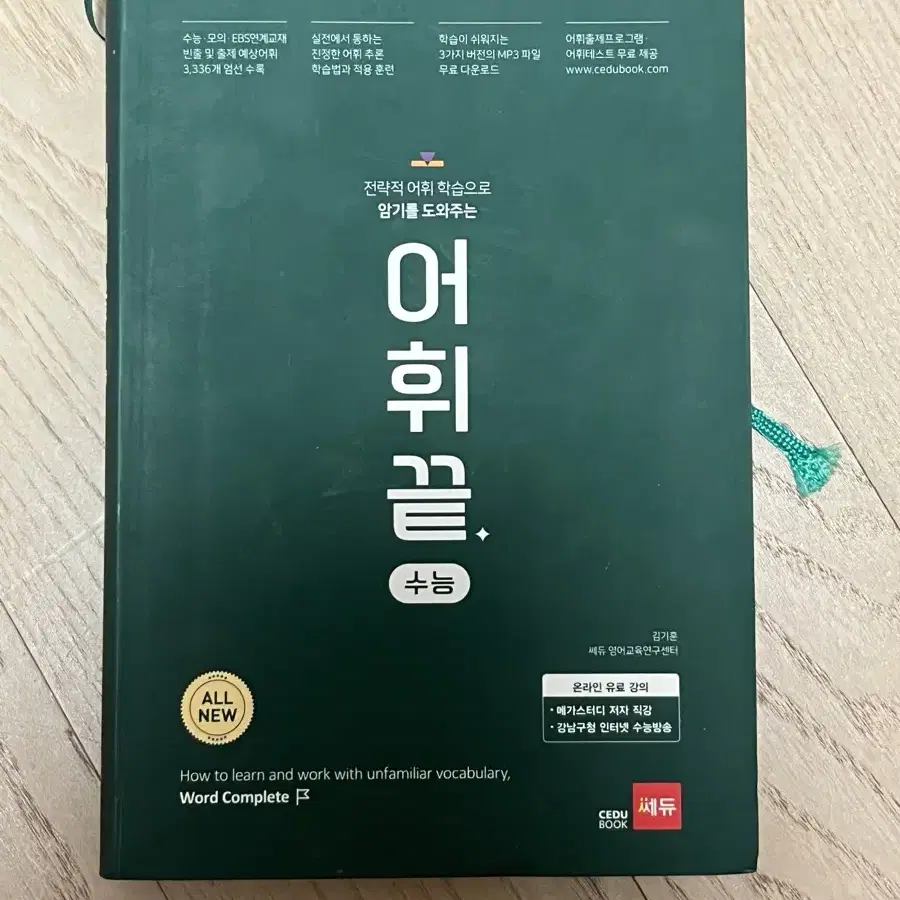 수능·모의·EBS연계교재
빈출 및 출제 예상어휘
3,336개 엄선 수록
실전에서 통하는
진정한 어휘 추론
학습법과 적용 훈련
학습이 쉬워지는
3가지 버전의 MP3 파일
무료 다운로드
어휘출제프로그램·
어휘테스트 무료 제공
www.cedubook.com
전략적 어휘 학습으로
암기를 도와주는
어
휘
끝
수능
김기훈
쎄듀 영어교육연구센터
ALL
NEW
온라인 유료 강의
• 메가스터디 저자 직강
• 강남구청 인터넷 수능방송
How to learn and work with unfamiliar vocabulary,
Word Complete
CEDU
BOOK
쎄듀